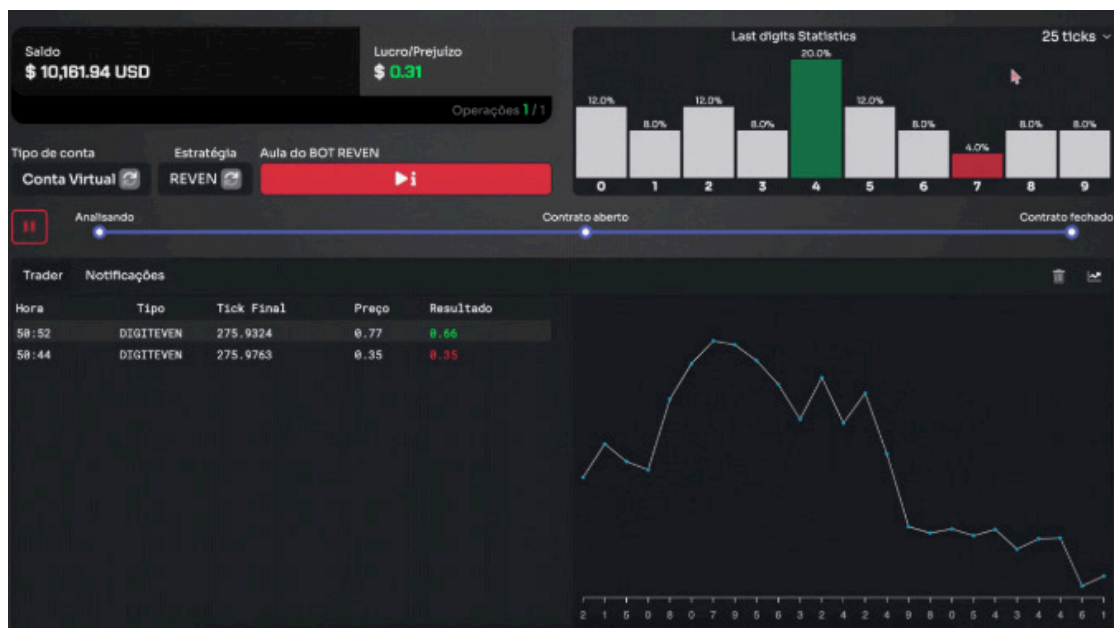 Saldo
$ 10,161.94 USD
Lucro/Prejuízo
$ 0.31
Operações 1 / 1
Last digits Statistics
25 ticks
12.0% 8.0% 12.0% 8.0% 20.0% 12.0% 8.0% 4.0% 8.0% 8.0%
0 1 2 3 4 5 6 7 8 9
Tipo de conta
Conta Virtual
Estratégia
REVEN
Aula do BOT REVEN
i
Analisando
Contrato aberto
Contrato fechado
Trader Notificações
Hora Tipo Tick Final Preço Resultado
50:52 DIGITEVEN 275.9324 0.77 0.66
50:44 DIGITEVEN 275.9763 0.35 0.35
2 1 5 0 8 0 7 9 5 6 3 2 4 2 4 9 8 0 5 4 3 4 4 6 1